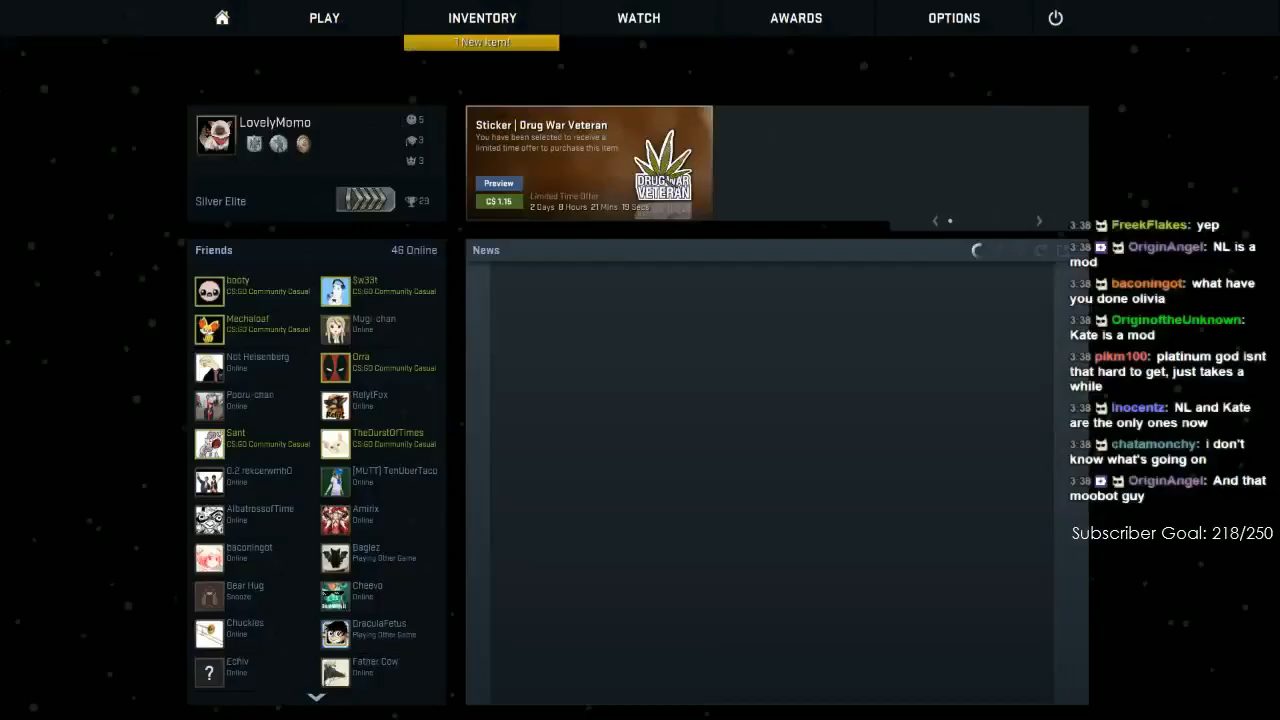 PLAY
INVENTORY
WATCH
AWARDS
OPTIONS
1 New Item!
LovelyMomo
5
3
3
Silver Elite
29
Sticker | Drug War Veteran
You have been selected to receive a
limited time offer to purchase this item
DRUG WAR
VETERAN
Preview
C$ 1.15
Limited Time Offer
2 Days 8 Hours 21 Mins 19 Secs
Friends
46 Online
News
booty
CS:GO Community Casual
Sw33t
CS:GO Community Casual
Mechaloaf
CS:GO Community Casual
Mugi-chan
Online
Not Heisenberg
Online
Orra
CS:GO Community Casual
Pooru-chan
Online
RelytFox
Online
Sant
CS:GO Community Casual
TheDurstOfTimes
CS:GO Community Casual
Online
[MUTT] TenUberTaco
Online
AlbatrossofTime
Online
Amirix
Online
baconingot
Online
Baglez
Playing Other Game
Bear Hug
Snooze
Cheevo
Online
Chuckles
Online
DraculaFetus
Playing Other Game
?
Echiv
Online
Father Cow
Online
3:38 FreekFlakes: yep
3:38 OriginAngel: NL is a
mod
3:38 baconingot: what have
you done olivia
3:38 OriginoftheUnknown:
Kate is a mod
3:38 pikm100: platinum god isnt
that hard to get, just takes a
while
3:38 Inocentz: NL and Kate
are the only ones now
3:38 chatamonchy: i don't
know what's going on
3:38 OriginAngel: And that
moobot guy
Subscriber Goal: 218/250